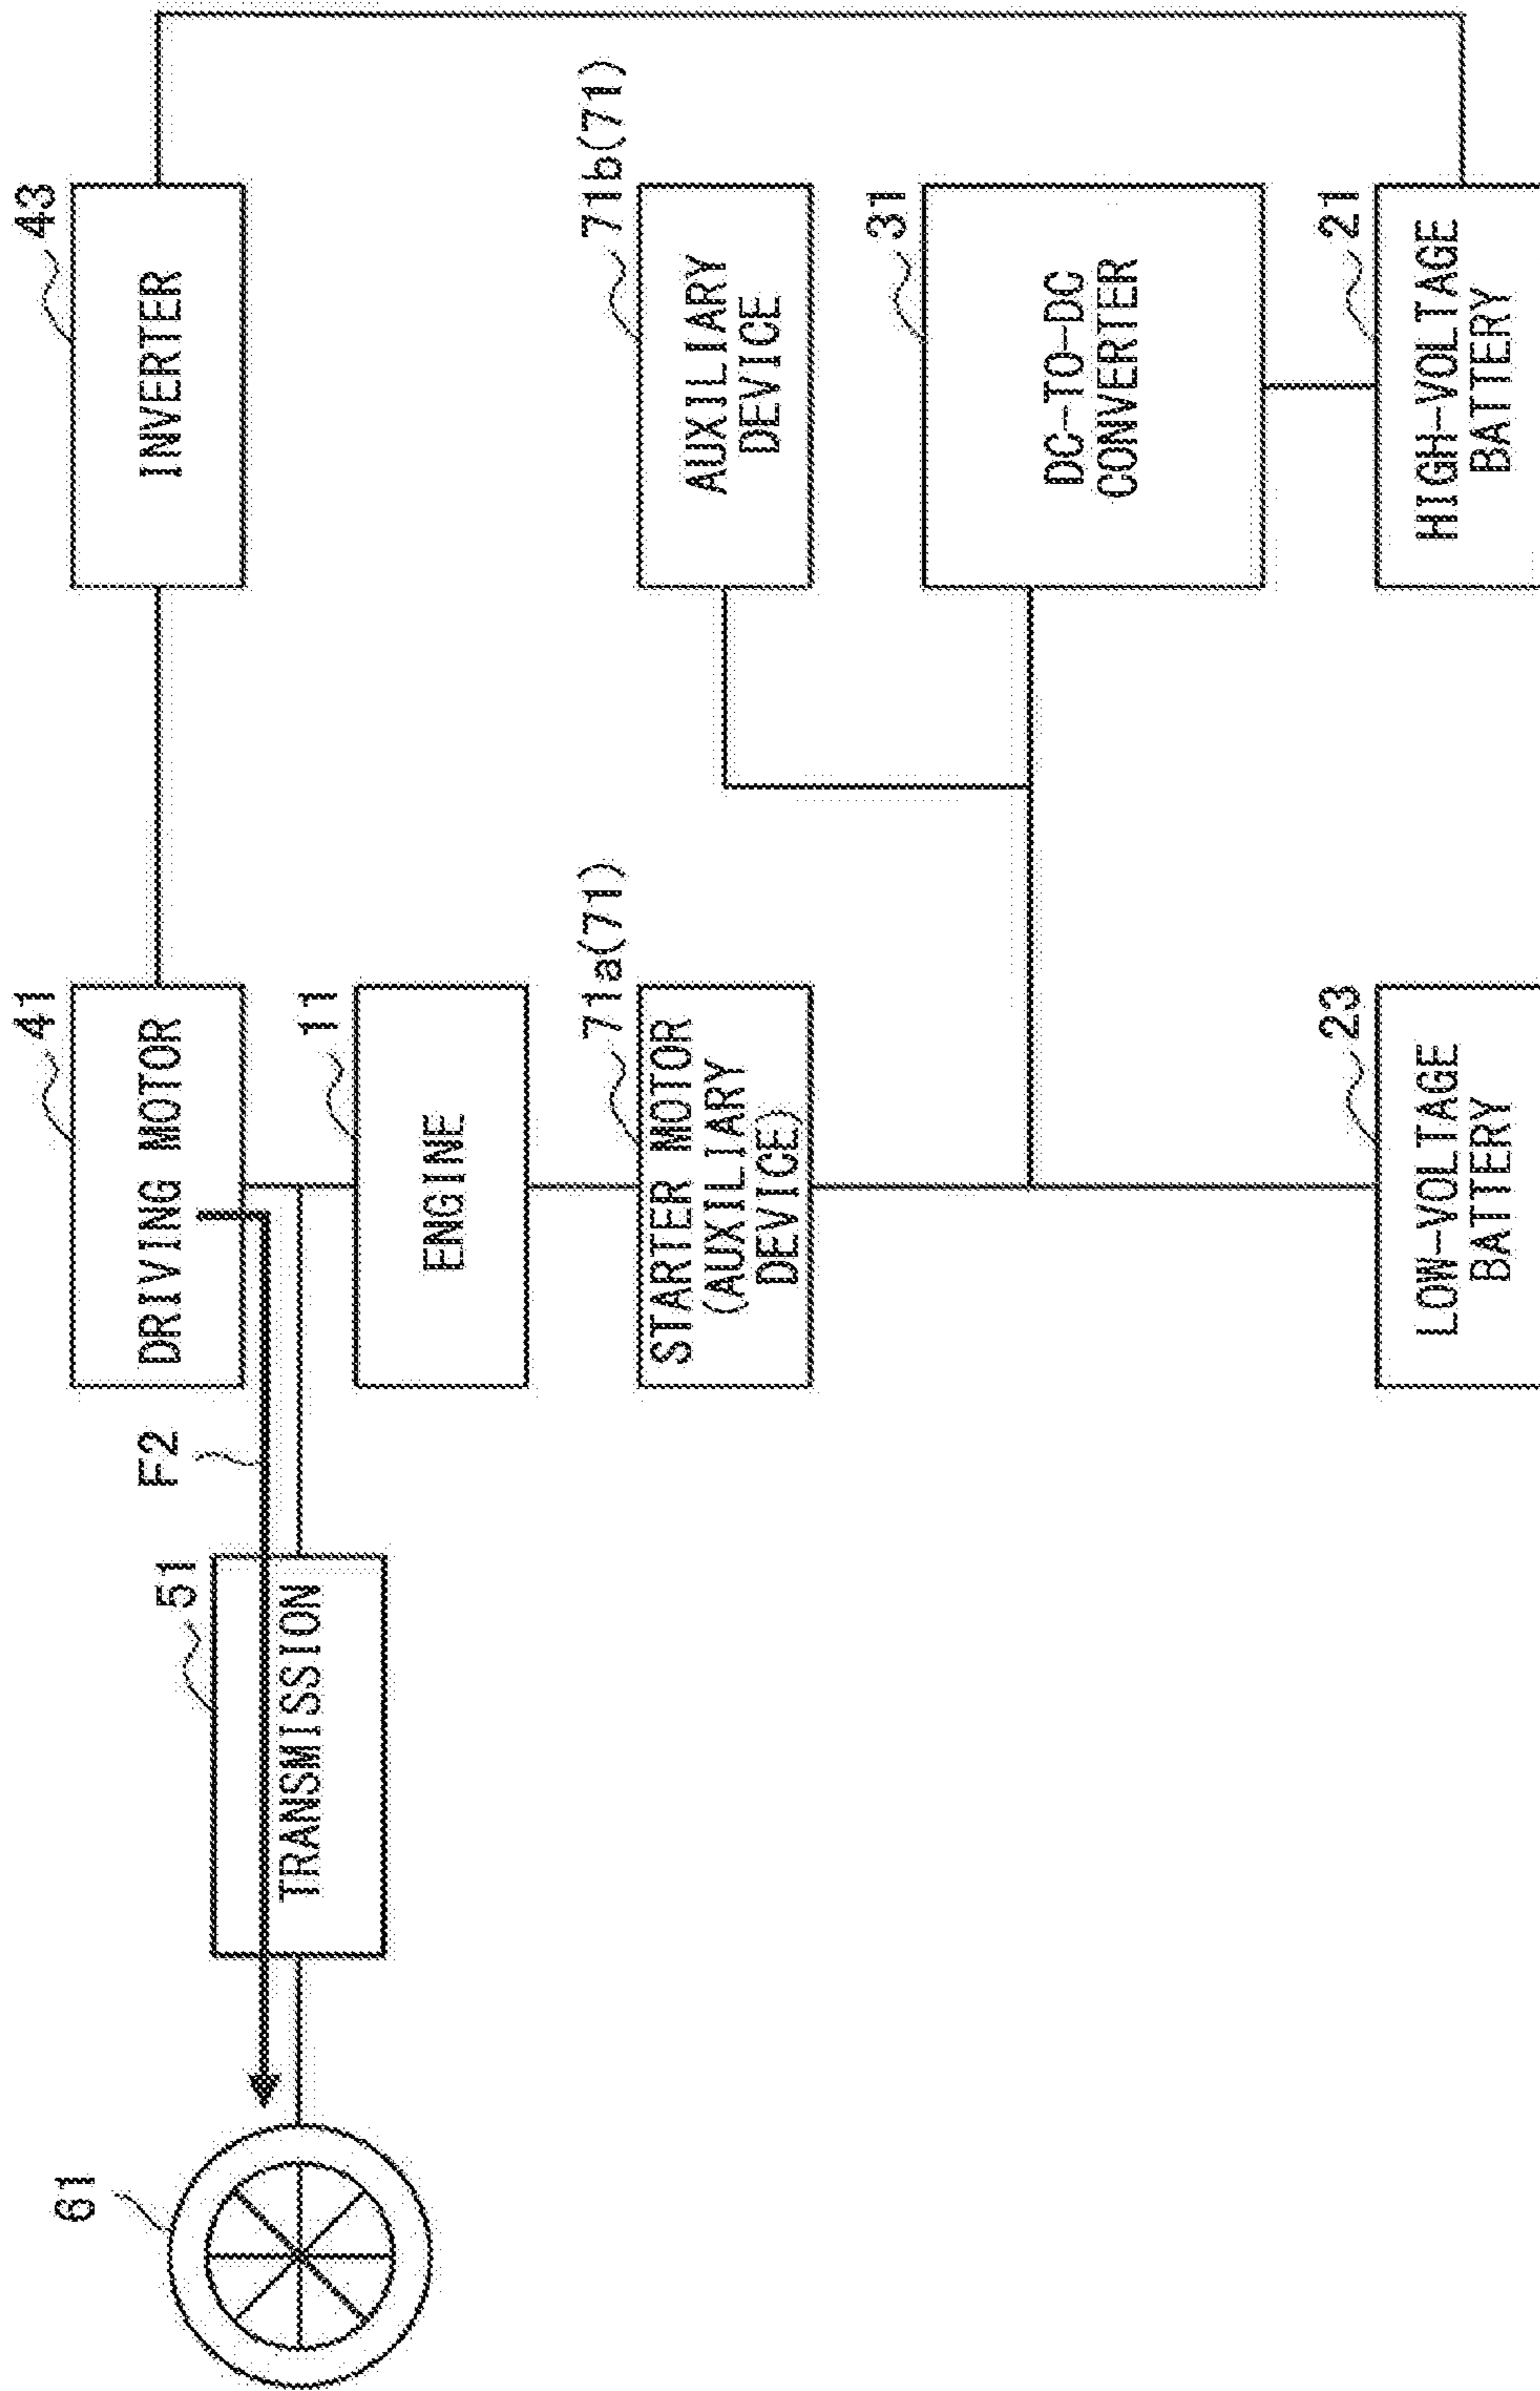 61
TRANSMISSION
51
F2
DRIVING MOTOR
41
INVERTER
43
ENGINE
11
STARTER MOTOR
(AUXILIARY
DEVICE)
71a(71)
AUXILIARY
DEVICE
71b(71)
DC-TO-DC
CONVERTER
31
LOW-VOLTAGE
BATTERY
23
HIGH-VOLTAGE
BATTERY
21